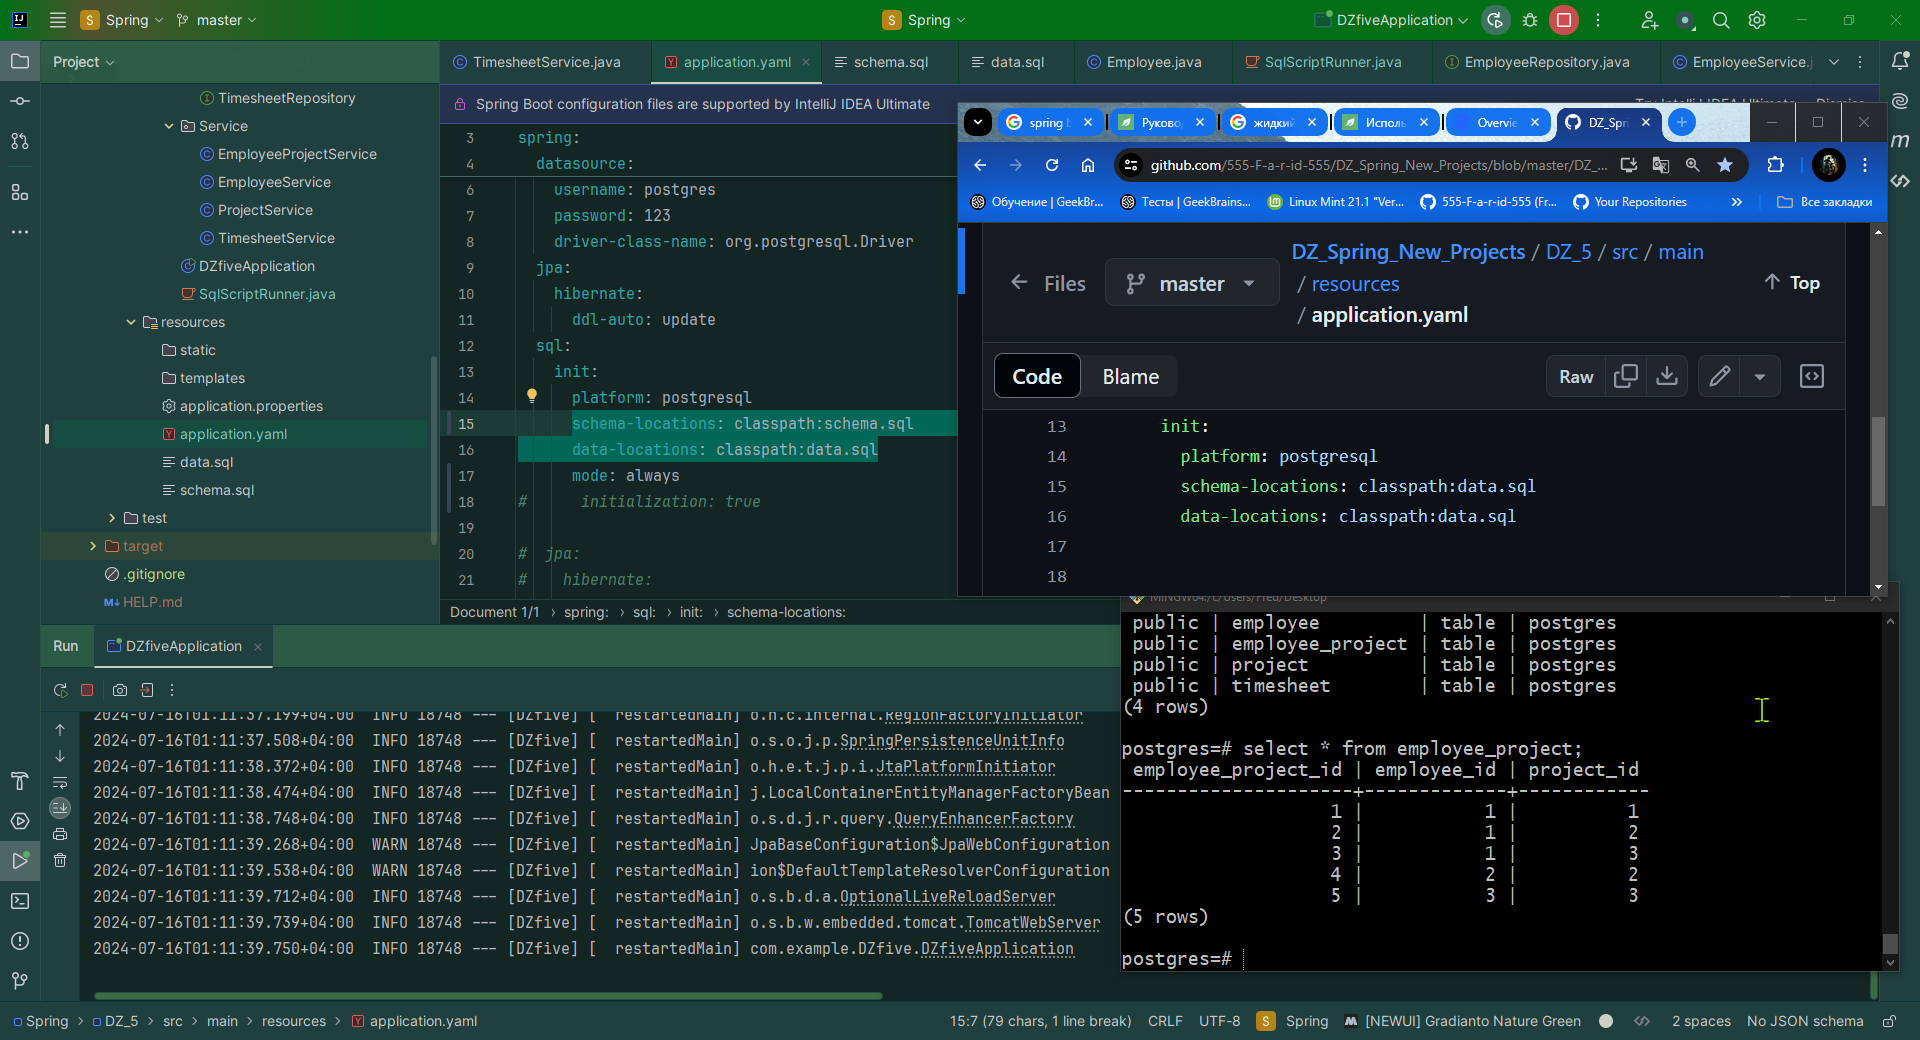 Spring
master
Spring
DZfiveApplication
Project
TimesheetService.java
application.yaml
schema.sql
data.sql
Employee.java
SqlScriptRunner.java
EmployeeRepository.java
EmployeeService.j
TimesheetRepository
Service
EmployeeProjectService
EmployeeService
ProjectService
TimesheetService
DZfiveApplication
SqlScriptRunner.java
resources
static
templates
application.properties
application.yaml
data.sql
schema.sql
test
target
.gitignore
M↓ HELP.md
Spring Boot configuration files are supported by IntelliJ IDEA Ultimate
3 spring:
4 datasource:
6 username: postgres
7 password: 123
8 driver-class-name: org.postgresql.Driver
9 jpa:
10 hibernate:
11 ddl-auto: update
12 sql:
13 init:
14 platform: postgresql
15 schema-locations: classpath:schema.sql
16 data-locations: classpath:data.sql
17 mode: always
18 # initialization: true
19
20 # jpa:
21 # hibernate:
Document 1/1 › spring: › sql: › init: › schema-locations:
spring b
Руково
жидкий
Исполь
Overvie
DZ_Spri
github.com/555-F-a-r-id-555/DZ_Spring_New_Projects/blob/master/DZ_...
Обучение | GeekBr...
Тесты | GeekBrains...
Linux Mint 21.1 "Ver...
555-F-a-r-id-555 (Fr...
Your Repositories
»
Все закладки
Files
master
DZ_Spring_New_Projects / DZ_5 / src / main
/ resources
/ application.yaml
Top
Code
Blame
Raw
13 init:
14 platform: postgresql
15 schema-locations: classpath:data.sql
16 data-locations: classpath:data.sql
17
18
MINGW64:/c/Users/Fred/Desktop
public | employee | table | postgres
public | employee_project | table | postgres
public | project | table | postgres
public | timesheet | table | postgres
(4 rows)
postgres=# select * from employee_project;
employee_project_id | employee_id | project_id
---------------------+-------------+------------
1 | 1 | 1
2 | 1 | 2
3 | 1 | 3
4 | 2 | 2
5 | 3 | 3
(5 rows)
postgres=#
Run
DZfiveApplication
2024-07-16T01:11:37.199+04:00 INFO 18748 --- [DZfive] [ restartedMain] o.h.c.internal.RegionFactoryInitiator
2024-07-16T01:11:37.508+04:00 INFO 18748 --- [DZfive] [ restartedMain] o.s.o.j.p.SpringPersistenceUnitInfo
2024-07-16T01:11:38.372+04:00 INFO 18748 --- [DZfive] [ restartedMain] o.h.e.t.j.p.i.JtaPlatformInitiator
2024-07-16T01:11:38.474+04:00 INFO 18748 --- [DZfive] [ restartedMain] j.LocalContainerEntityManagerFactoryBean
2024-07-16T01:11:38.748+04:00 INFO 18748 --- [DZfive] [ restartedMain] o.s.d.j.r.query.QueryEnhancerFactory
2024-07-16T01:11:39.268+04:00 WARN 18748 --- [DZfive] [ restartedMain] JpaBaseConfiguration$JpaWebConfiguration
2024-07-16T01:11:39.538+04:00 WARN 18748 --- [DZfive] [ restartedMain] ion$DefaultTemplateResolverConfiguration
2024-07-16T01:11:39.712+04:00 INFO 18748 --- [DZfive] [ restartedMain] o.s.b.d.a.OptionalLiveReloadServer
2024-07-16T01:11:39.739+04:00 INFO 18748 --- [DZfive] [ restartedMain] o.s.b.w.embedded.tomcat.TomcatWebServer
2024-07-16T01:11:39.750+04:00 INFO 18748 --- [DZfive] [ restartedMain] com.example.DZfive.DZfiveApplication
Spring › DZ_5 › src › main › resources › application.yaml
15:7 (79 chars, 1 line break) CRLF UTF-8 S Spring [NEWUI] Gradianto Nature Green 2 spaces No JSON schema